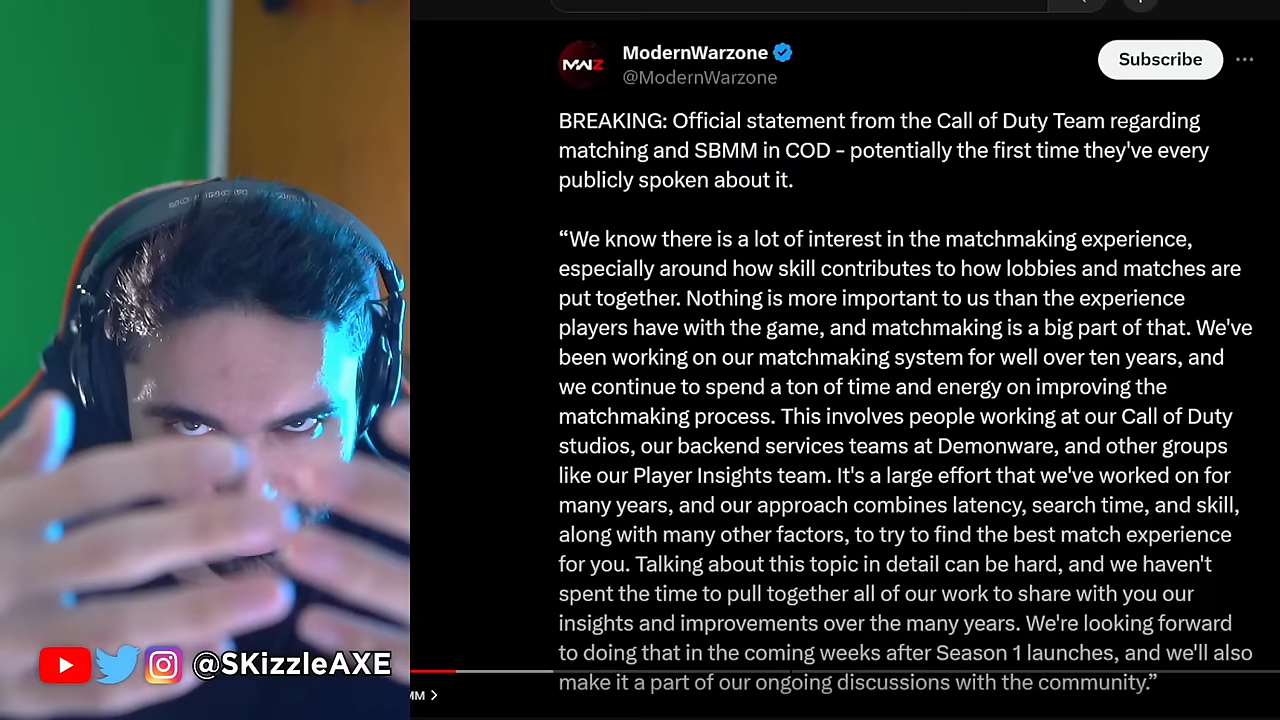 ModernWarzone
MWZ
@ModernWarzone
Subscribe
BREAKING: Official statement from the Call of Duty Team regarding
matching and SBMM in COD - potentially the first time they've every
publicly spoken about it.
“We know there is a lot of interest in the matchmaking experience,
especially around how skill contributes to how lobbies and matches are
put together. Nothing is more important to us than the experience
players have with the game, and matchmaking is a big part of that. We've
been working on our matchmaking system for well over ten years, and
we continue to spend a ton of time and energy on improving the
matchmaking process. This involves people working at our Call of Duty
studios, our backend services teams at Demonware, and other groups
like our Player Insights team. It's a large effort that we've worked on for
many years, and our approach combines latency, search time, and skill,
along with many other factors, to try to find the best match experience
for you. Talking about this topic in detail can be hard, and we haven't
spent the time to pull together all of our work to share with you our
insights and improvements over the many years. We're looking forward
to doing that in the coming weeks after Season 1 launches, and we'll also
make it a part of our ongoing discussions with the community.”
@SKizzleAXE